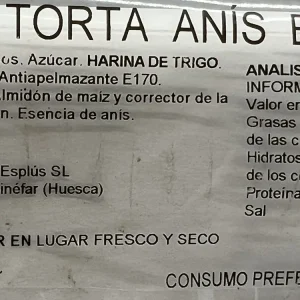 TORTA ANÍS E
os. Azúcar. HARINA DE TRIGO.
Antiapelmazante E170.
lmidón de maíz y corrector de la
n. Esencia de anís.
Esplús SL
inéfar (Huesca)
R EN LUGAR FRESCO Y SECO
ANALIS
INFORM
Valor en
Grasas
de las c
Hidratos
de los c
Proteína
Sal
CONSUMO PREFE